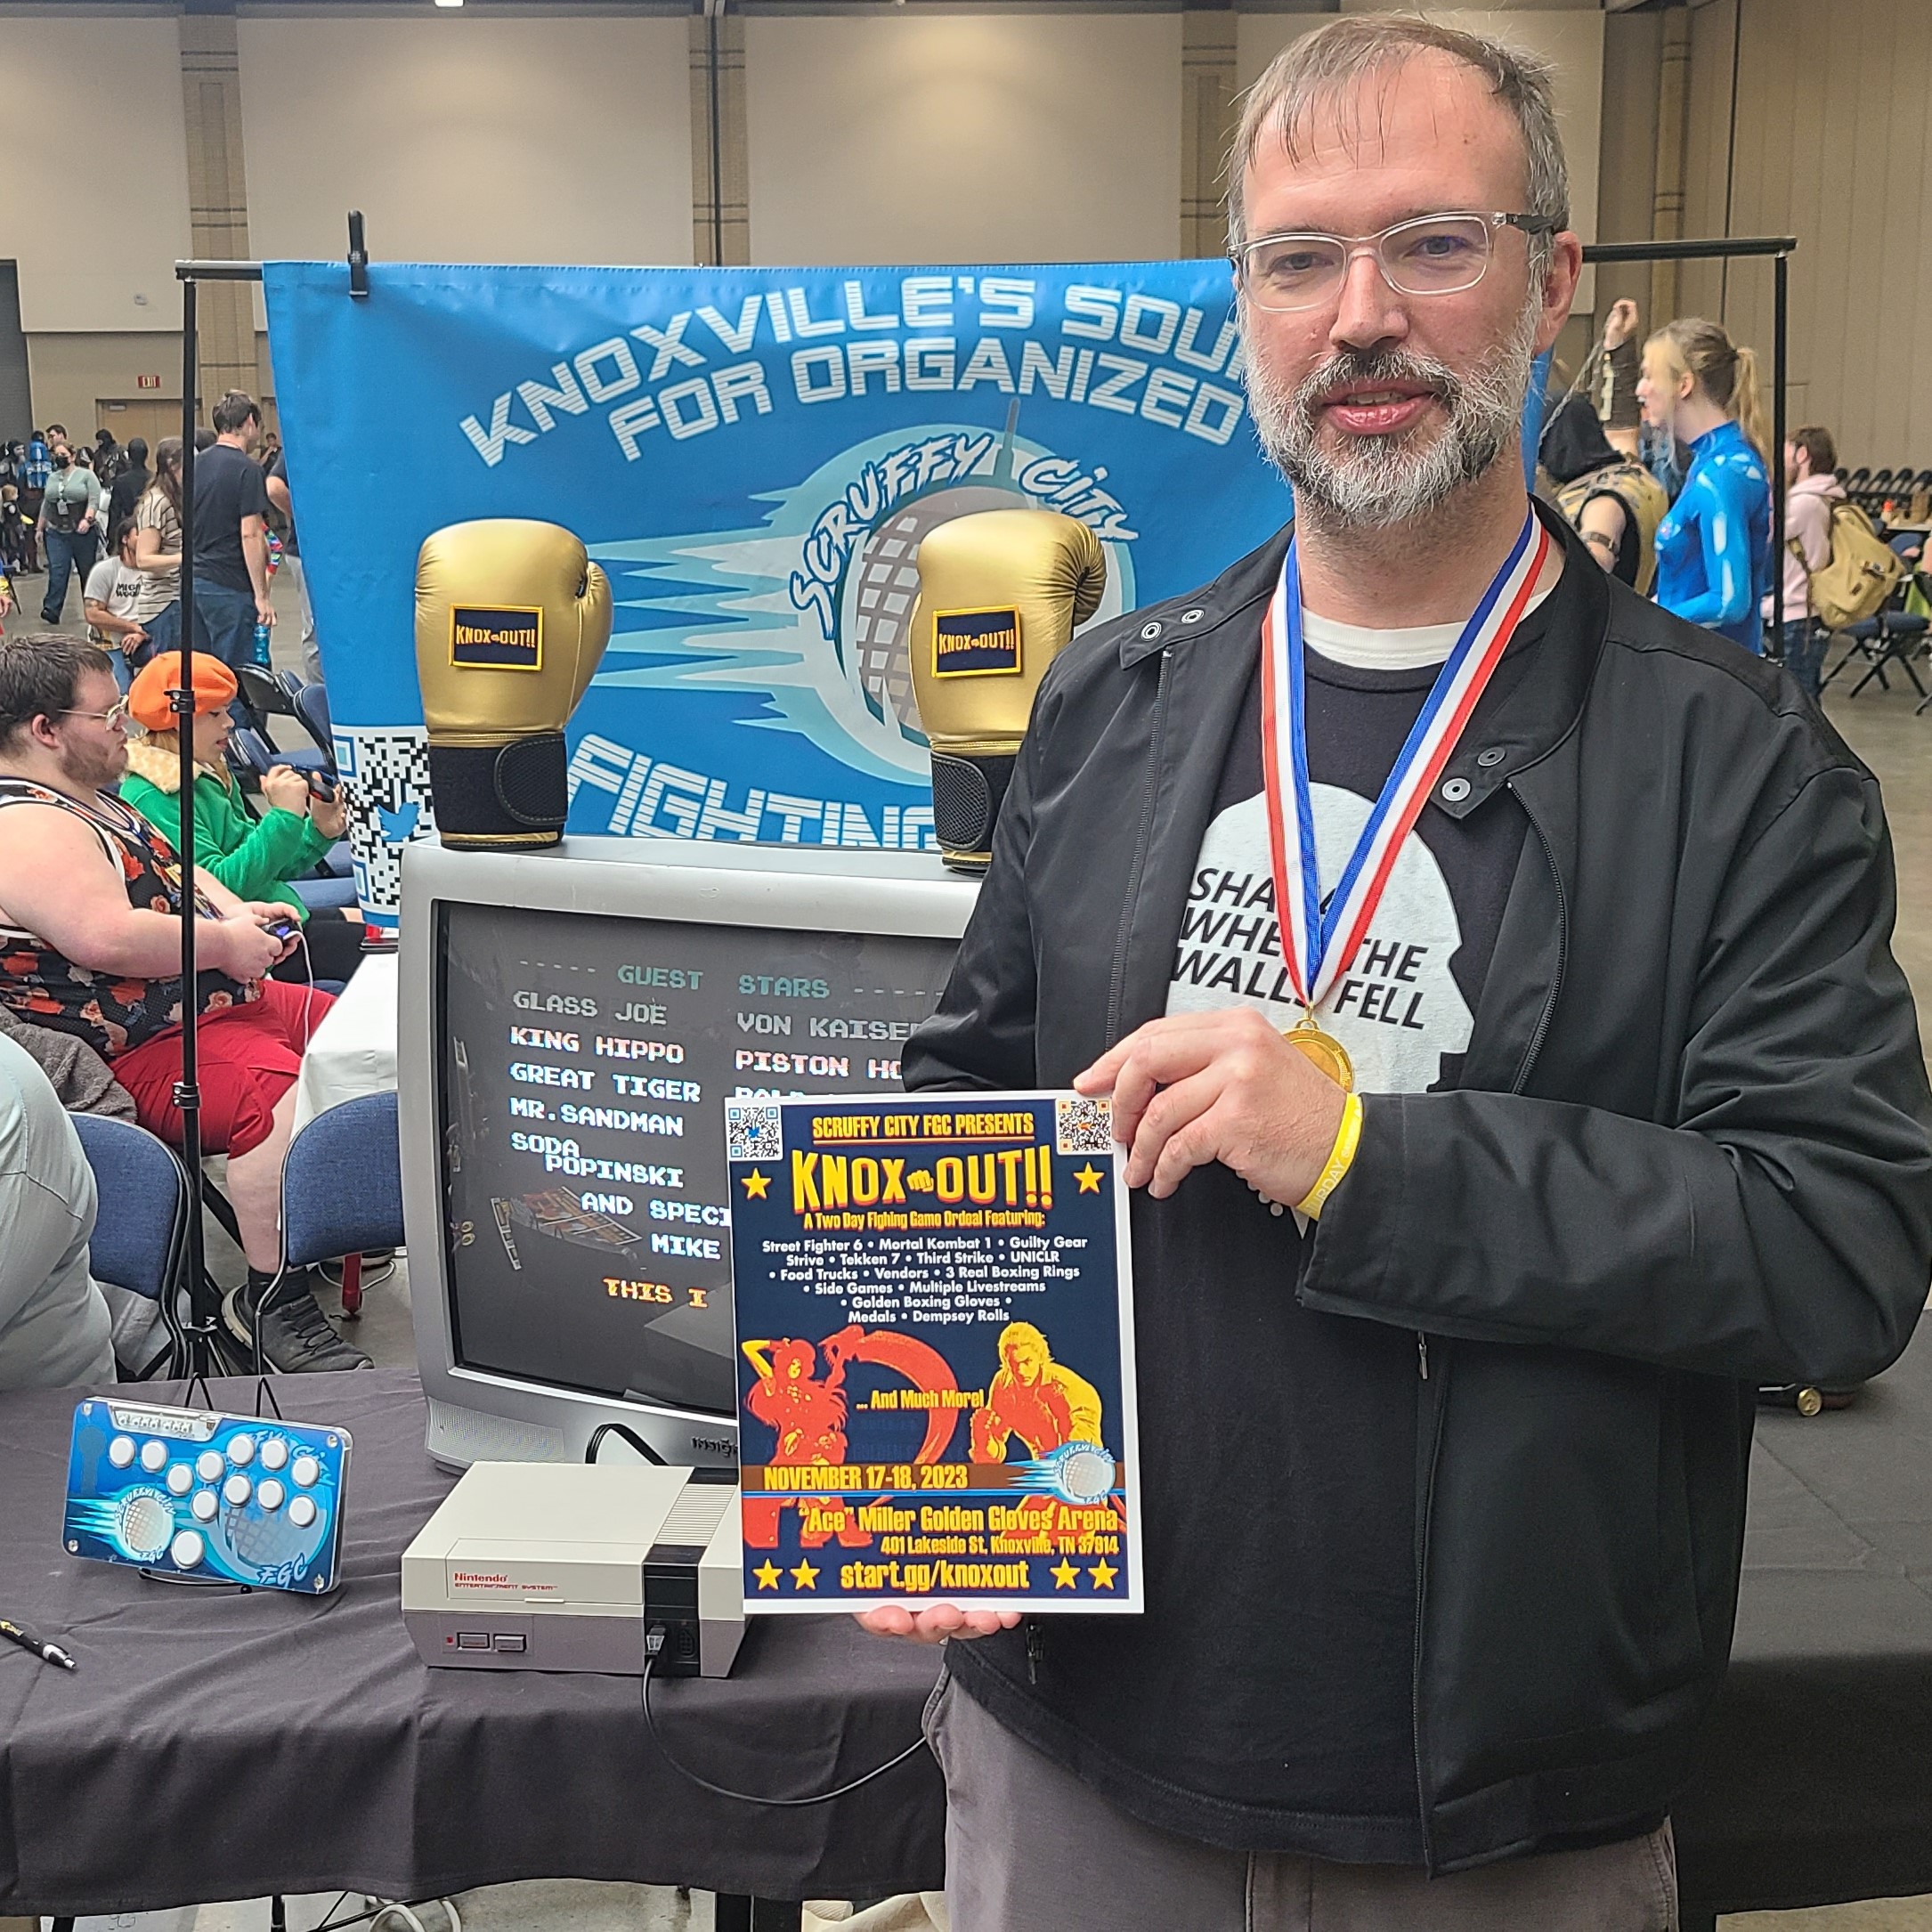 KNOXVILLE'S
FOR ORGANIZED
SCRUFFY CITY
FIGHTING
KNOX OUT!!
KNOX OUT!!
----- GUEST STARS -----
GLASS JOE VON KAISE
KING HIPPO PISTON
GREAT TIGER
MR.SANDMAN
SODA
POPINSKI
AND
MIKE
THIS I
WHE THE
WALLS FELL
SCRUFFY CITY FGC PRESENTS
KNOX OUT!!
A Two Day Fighing Game Ordeal Featuring:
Street Fighter 6 • Mortal Kombat 1 • Guilty Gear
Strive • Tekken 7 • Third Strike • UNICLR
• Food Trucks • Vendors • 3 Real Boxing Rings
• Side Games • Multiple Livestreams
• Golden Boxing Gloves •
Medals • Dempsey Rolls
... And Much More!
NOVEMBER 17-18, 2023
"Ace" Miller Golden Gloves Arena
401 Lakeside St, Knoxville, TN 37914
start.gg/knoxout
Nintendo
ENTERTAINMENT SYSTEM
FGC
EXIT